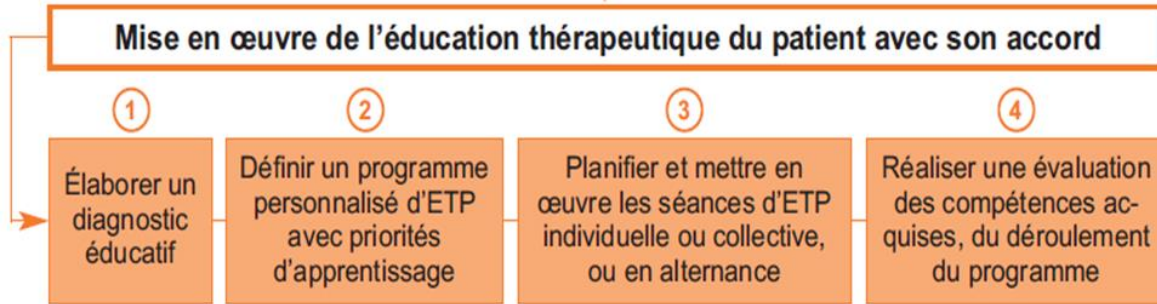 Mise en œuvre de l'éducation thérapeutique du patient avec son accord
1
2
3
4
Élaborer un
diagnostic
éducatif
Définir un programme
personnalisé d'ETP
avec priorités
d'apprentissage
Planifier et mettre en
œuvre les séances d'ETP
individuelle ou collective,
ou en alternance
Réaliser une évaluation
des compétences ac-
quises, du déroulement
du programme